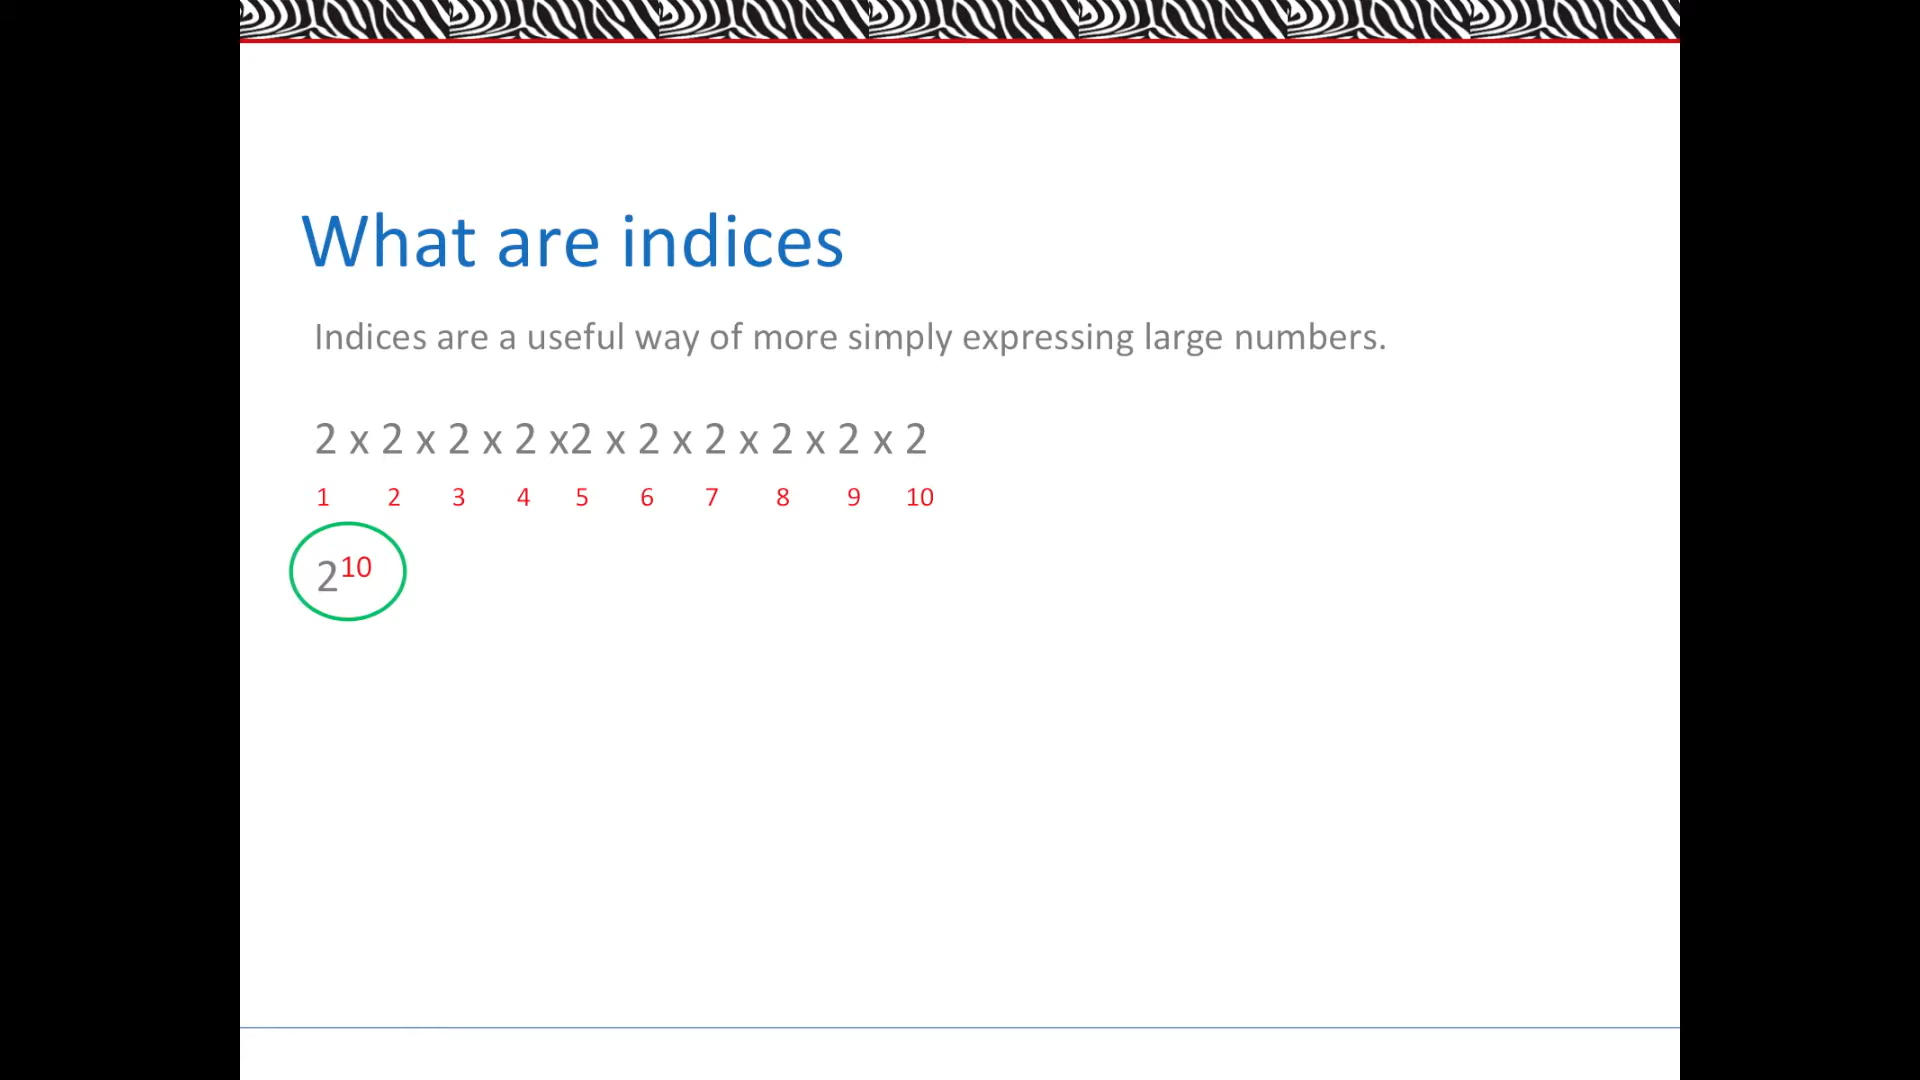 What are indices
Indices are a useful way of more simply expressing large numbers.
2 x 2 x 2 x 2 x2 x 2 x 2 x 2 x 2 x 2
1 2 3 4 5 6 7 8 9 10
2¹⁰